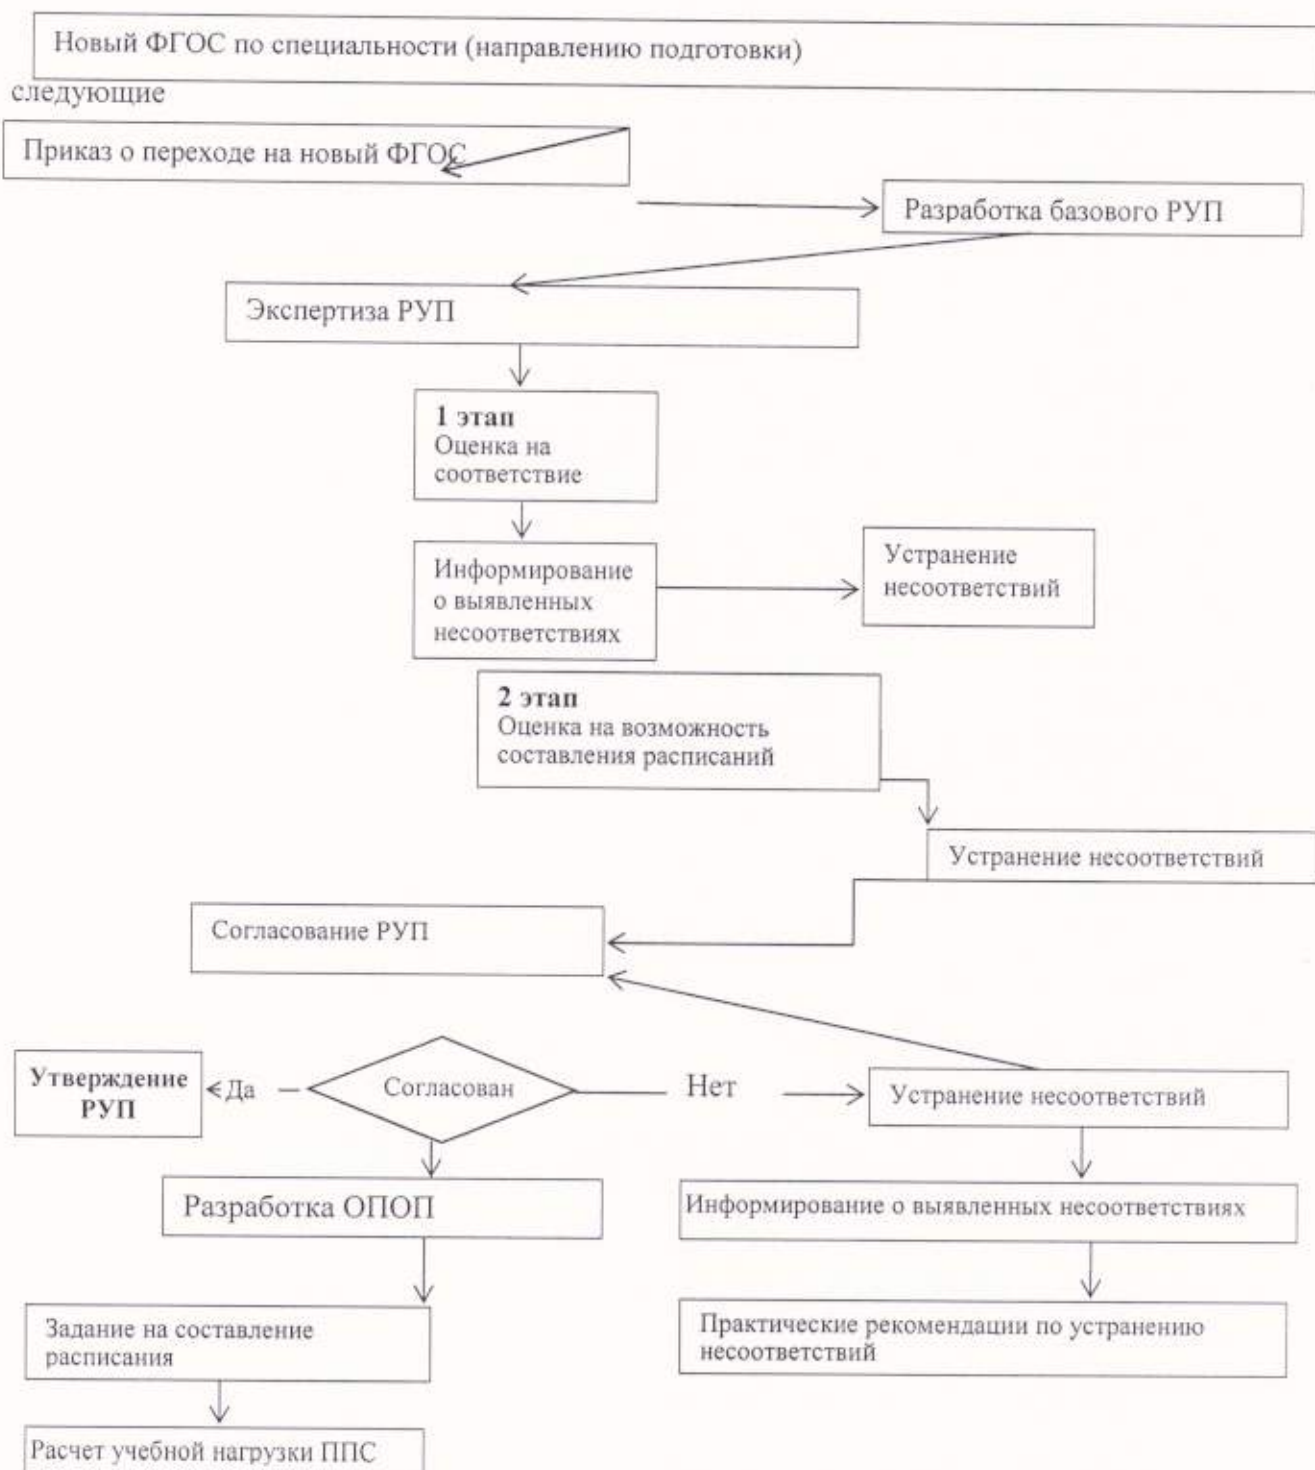 Новый ФГОС по специальности (направлению подготовки)
следующие
Приказ о переходе на новый ФГОС
Разработка базового РУП
Экспертиза РУП
1 этап
Оценка на
соответствие
Информирование
о выявленных
несоответствиях
Устранение
несоответствий
2 этап
Оценка на возможность
составления расписаний
Устранение несоответствий
Согласование РУП
Утверждение
РУП
Да
Согласован
Нет
Устранение несоответствий
Разработка ОПОП
Информирование о выявленных несоответствиях
Задание на составление
расписания
Практические рекомендации по устранению
несоответствий
Расчет учебной нагрузки ППС